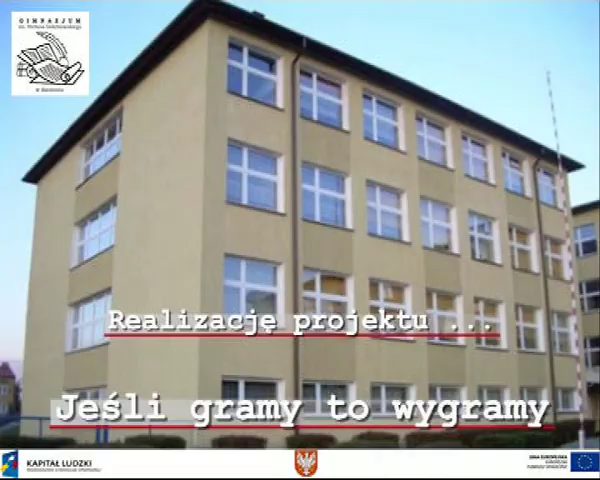 GIMNAZJUM
Realizację projektu ...
Jeśli gramy to wygramy
KAPITAŁ LUDZKI
UNIA EUROPEJSKA